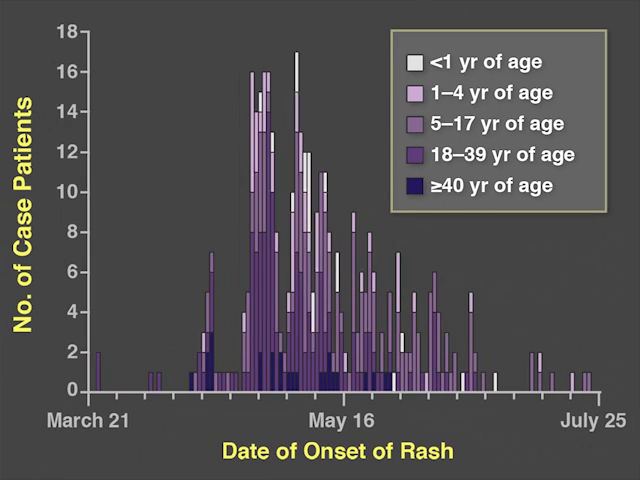 No. of Case Patients
18
16
14
12
10
8
6
4
2
0
<1 yr of age
1–4 yr of age
5–17 yr of age
18–39 yr of age
≥40 yr of age
March 21
May 16
July 25
Date of Onset of Rash